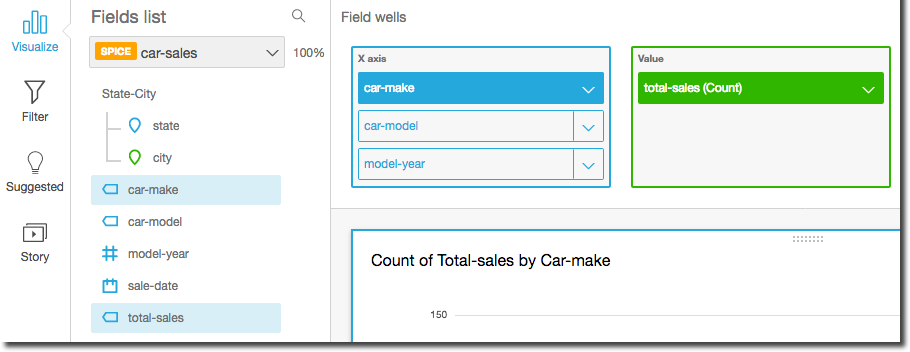 Visualize
Filter
Suggested
Story
Fields list
SPICE car-sales 100%
State-City
state
city
car-make
car-model
model-year
sale-date
total-sales
Field wells
X axis
car-make
car-model
model-year
Value
total-sales (Count)
Count of Total-sales by Car-make
150